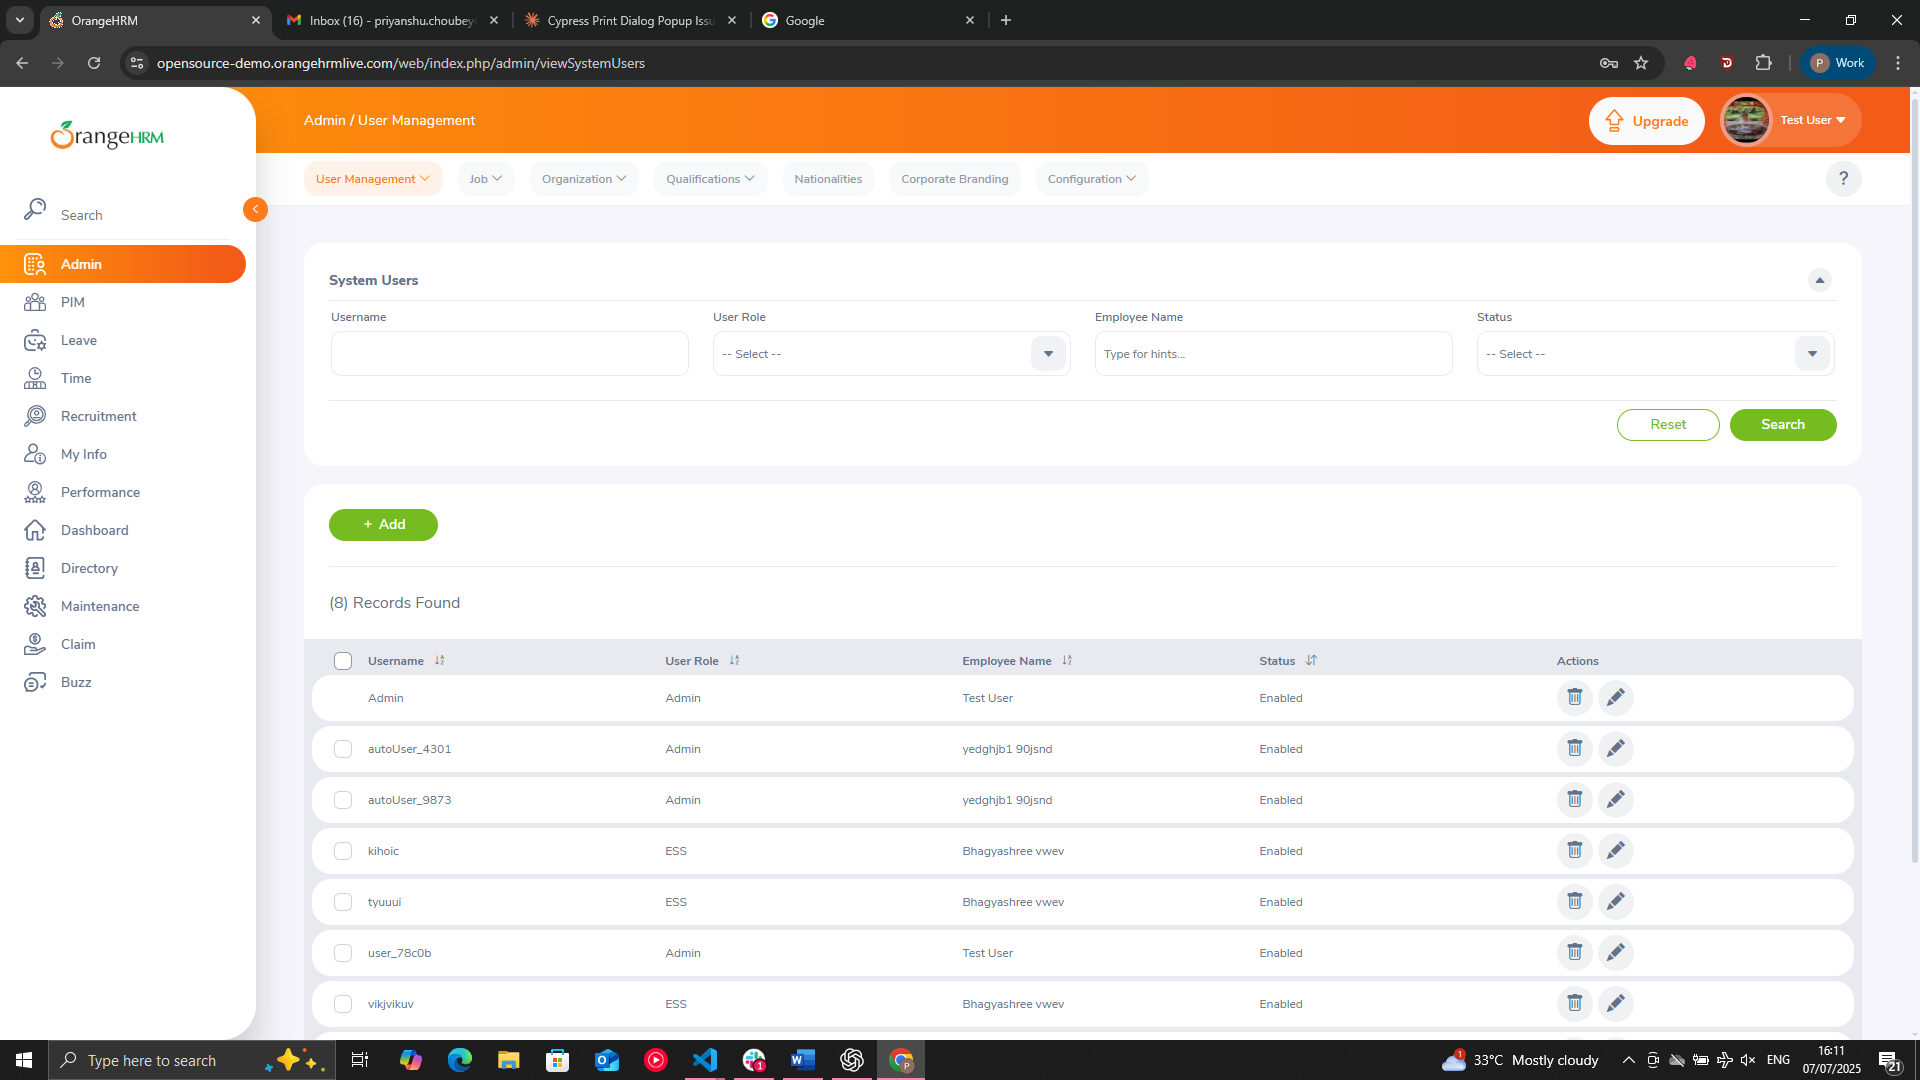 OrangeHRM
Inbox (16) - priyanshu.choubey
Cypress Print Dialog Popup Issu
Google
opensource-demo.orangehrmlive.com/web/index.php/admin/viewSystemUsers
P Work
OrangeHRM
Admin / User Management
Upgrade
Test User
User Management
Job
Organization
Qualifications
Nationalities
Corporate Branding
Configuration
?
Search
Admin
PIM
Leave
Time
Recruitment
My Info
Performance
Dashboard
Directory
Maintenance
Claim
Buzz
System Users
Username
User Role
Employee Name
Status
-- Select --
Type for hints...
-- Select --
Reset
Search
+ Add
(8) Records Found
Username User Role Employee Name Status Actions
Admin Admin Test User Enabled
autoUser_4301 Admin yedghjb1 90jsnd Enabled
autoUser_9873 Admin yedghjb1 90jsnd Enabled
kihoic ESS Bhagyashree vwev Enabled
tyuuui ESS Bhagyashree vwev Enabled
user_78c0b Admin Test User Enabled
vikjvikuv ESS Bhagyashree vwev Enabled
Type here to search
1
1
33°C Mostly cloudy
ENG
16:11
07/07/2025
21